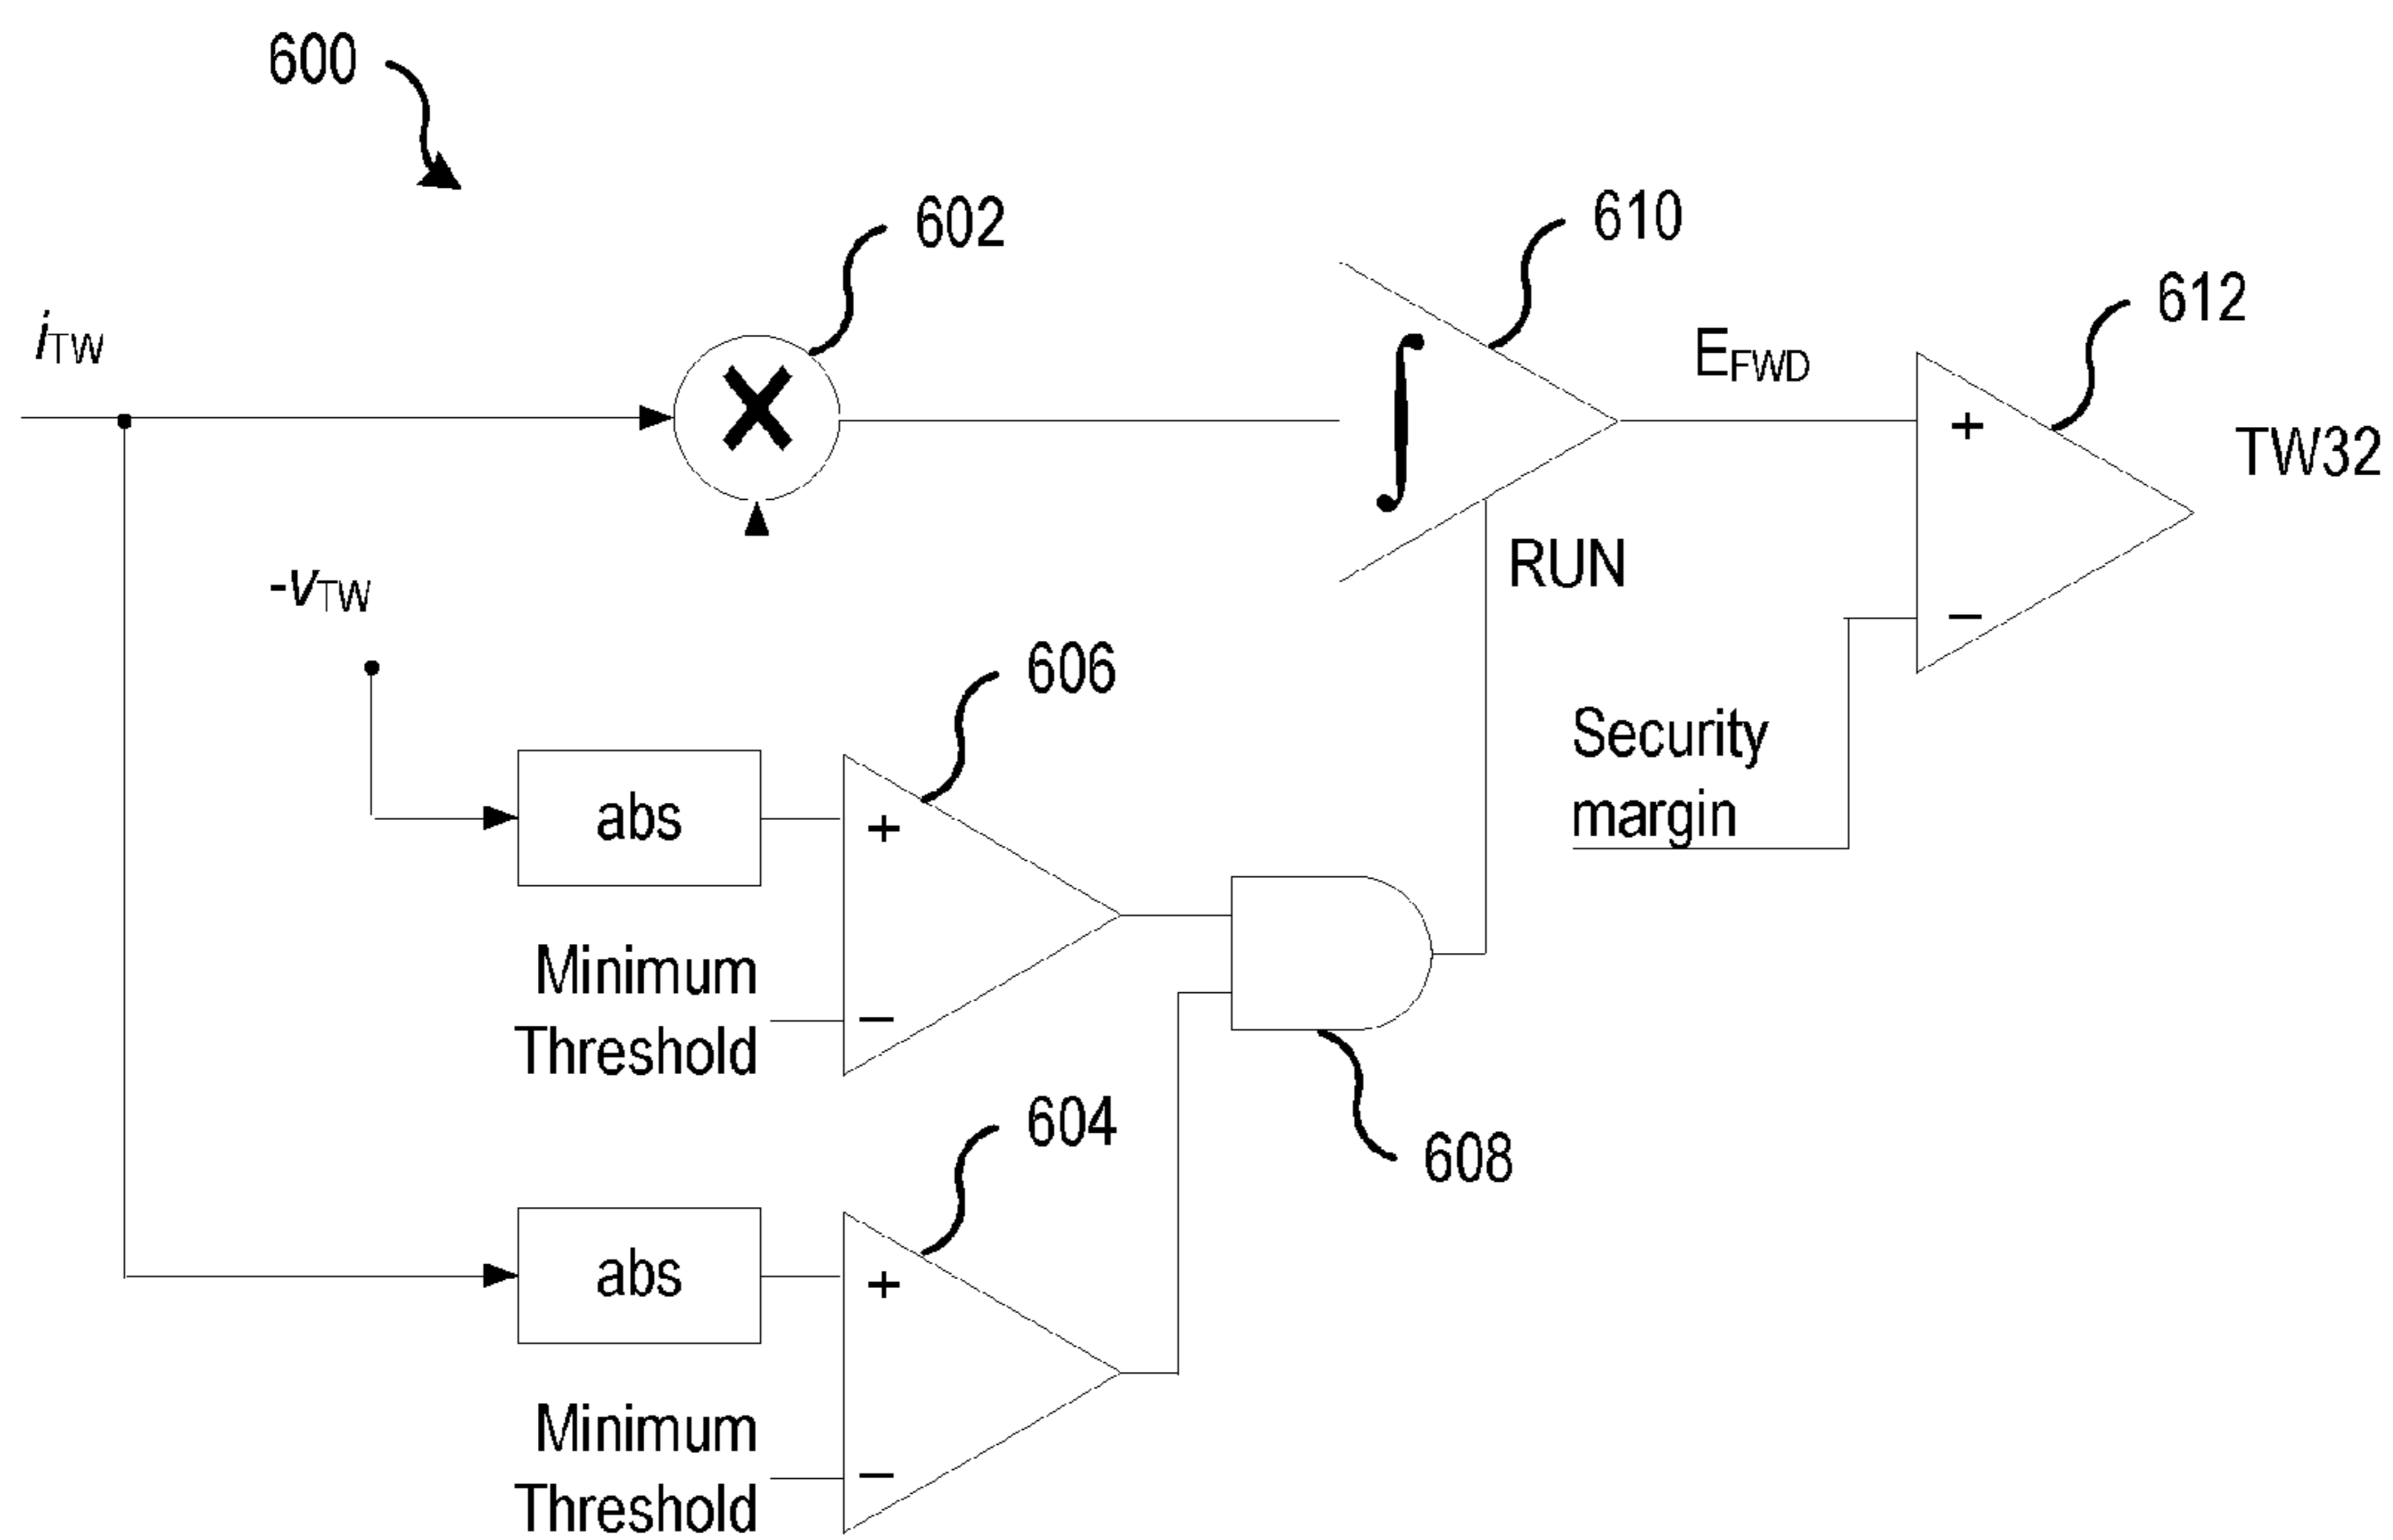 600
602
610
612
iTW
EFWD
+
TW32
-vTW
RUN
−
606
Security
margin
abs
+
Minimum
Threshold
−
604
608
abs
+
Minimum
Threshold
−